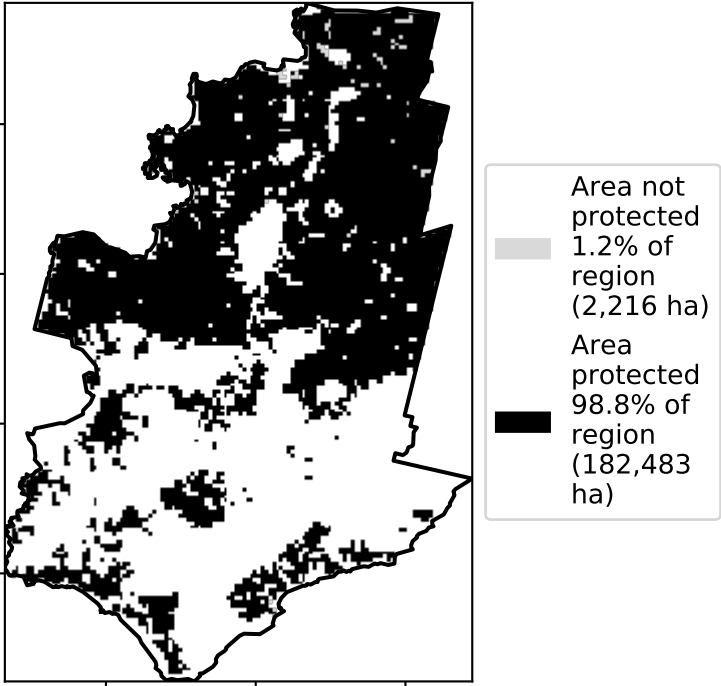 Area not
protected
1.2% of
region
(2,216 ha)
Area
protected
98.8% of
region
(182,483
ha)